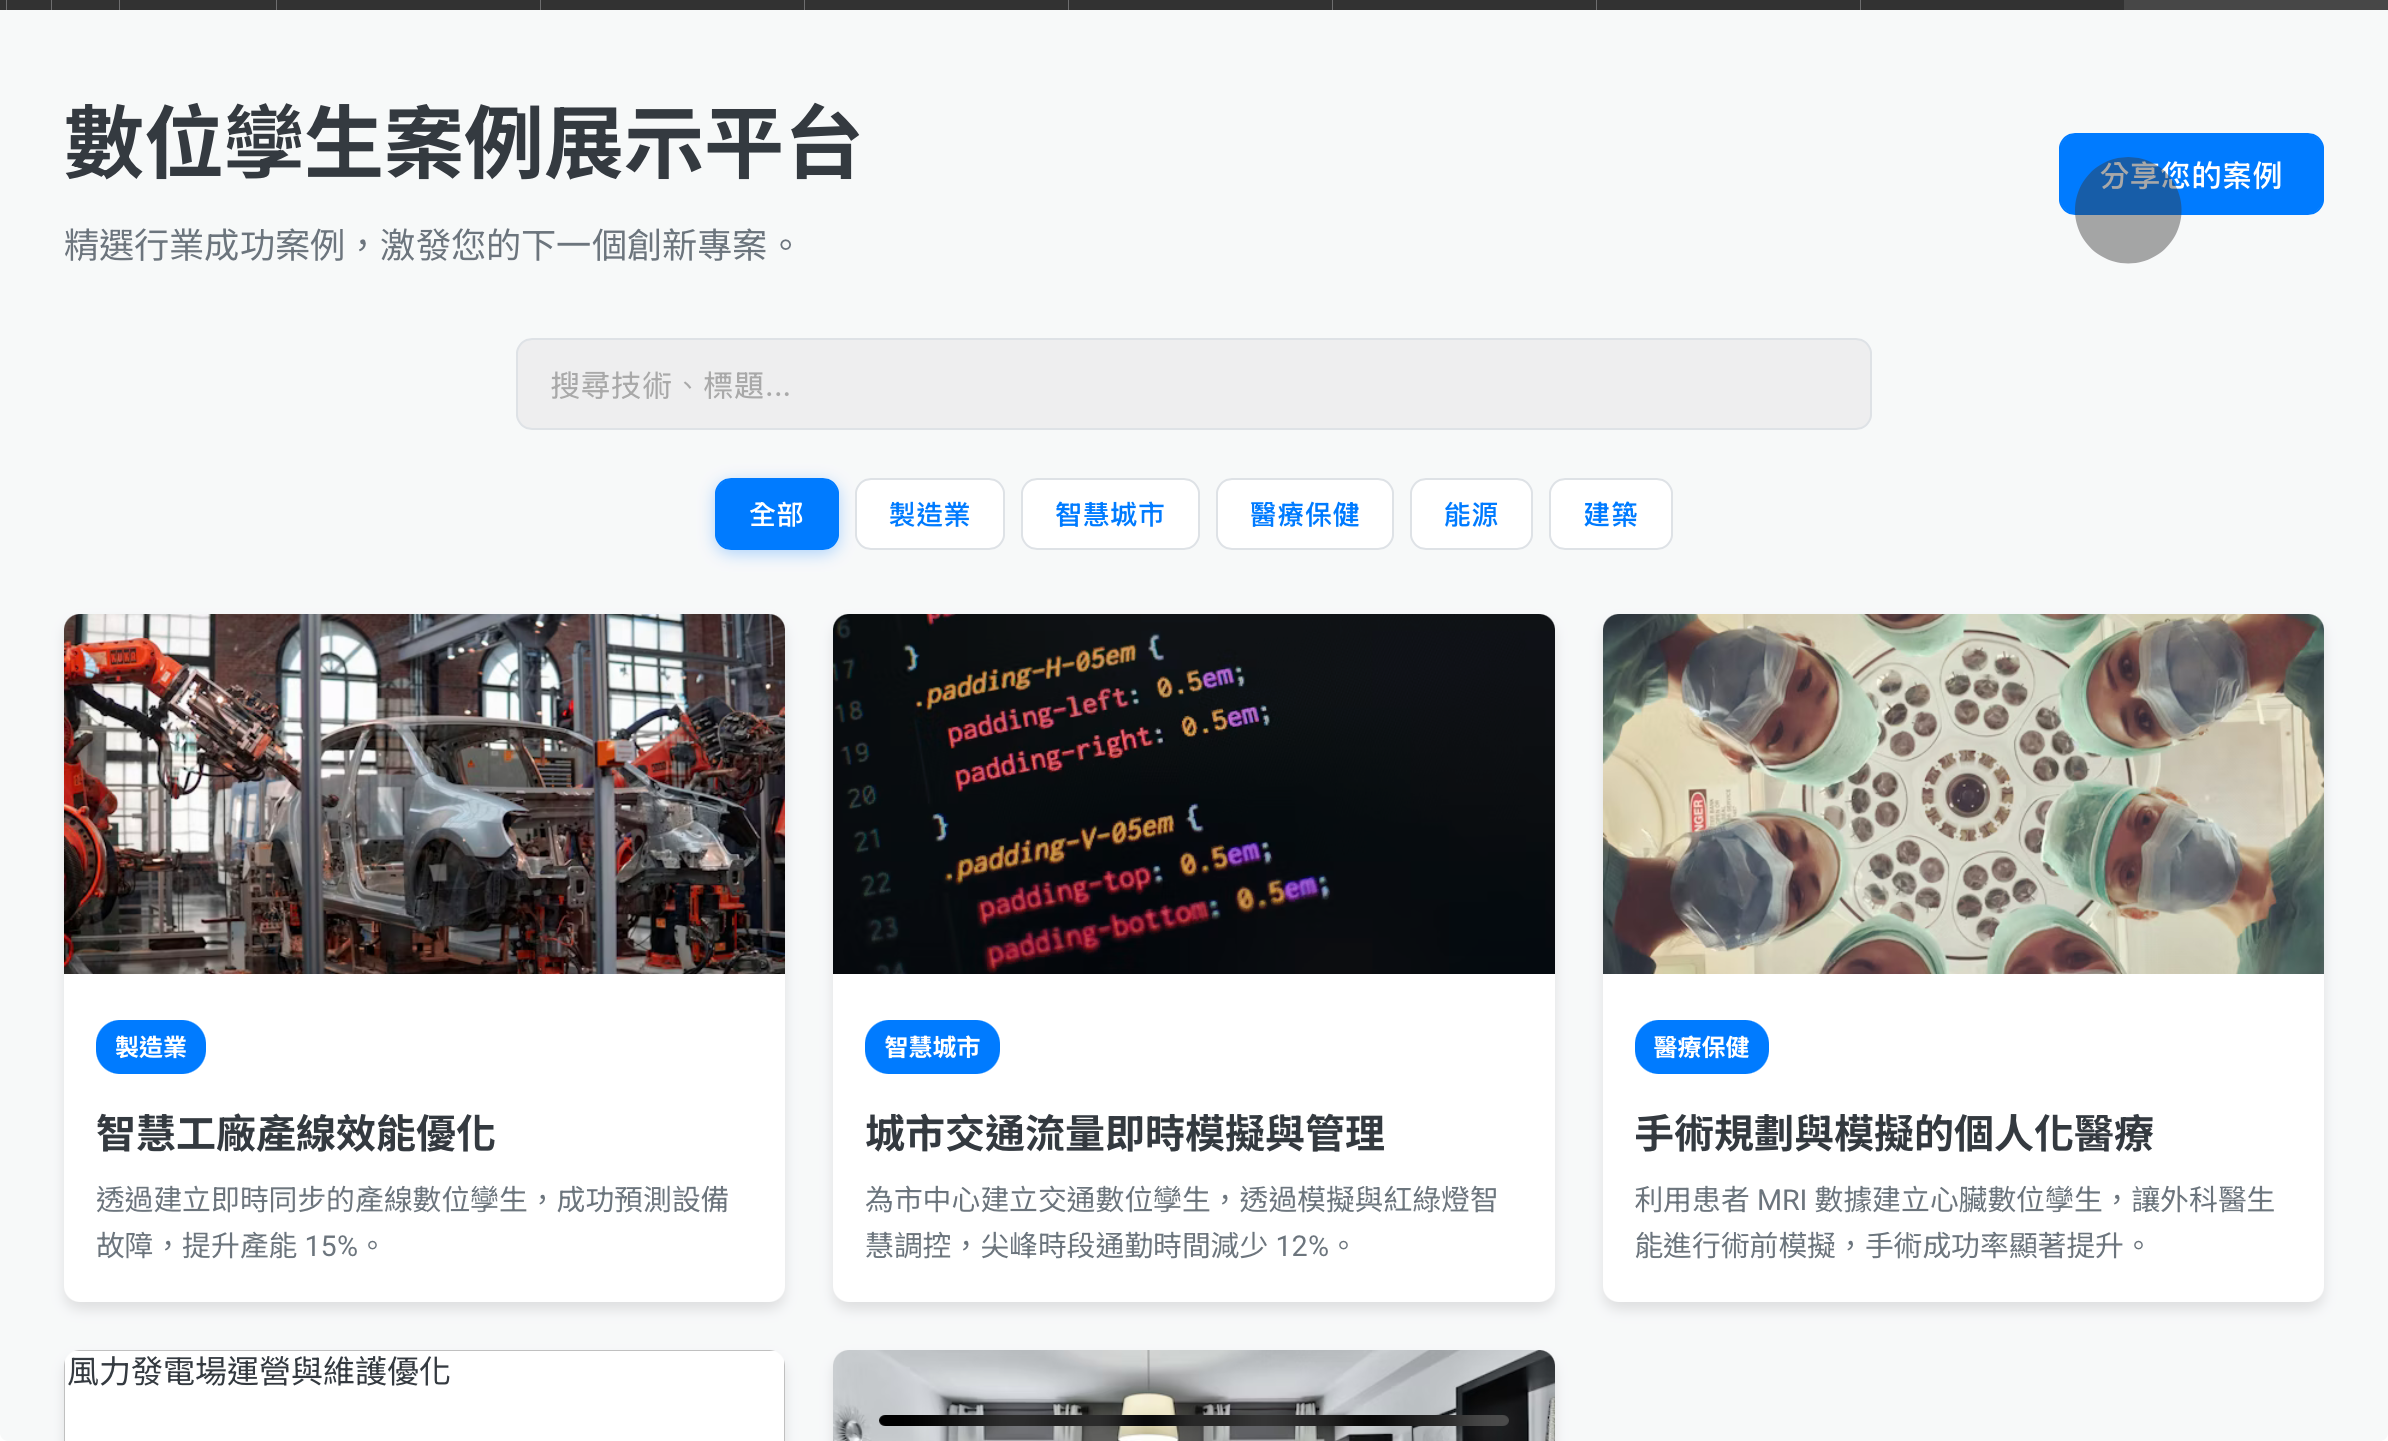 數位孿生案例展示平台
精選行業成功案例，激發您的下一個創新專案。
分享您的案例
搜尋技術、標題...
全部
製造業
智慧城市
醫療保健
能源
建築
17 }
18 .padding-H-05em {
19 padding-left: 0.5em;
20 padding-right: 0.5em;
21 }
22 .padding-V-05em {
23 padding-top: 0.5em;
padding-bottom: 0.5em;
製造業
智慧工廠產線效能優化
透過建立即時同步的產線數位孿生，成功預測設備
故障，提升產能 15%。
智慧城市
城市交通流量即時模擬與管理
為市中心建立交通數位孿生，透過模擬與紅綠燈智
慧調控，尖峰時段通勤時間減少 12%。
醫療保健
手術規劃與模擬的個人化醫療
利用患者 MRI 數據建立心臟數位孿生，讓外科醫生
能進行術前模擬，手術成功率顯著提升。
風力發電場運營與維護優化